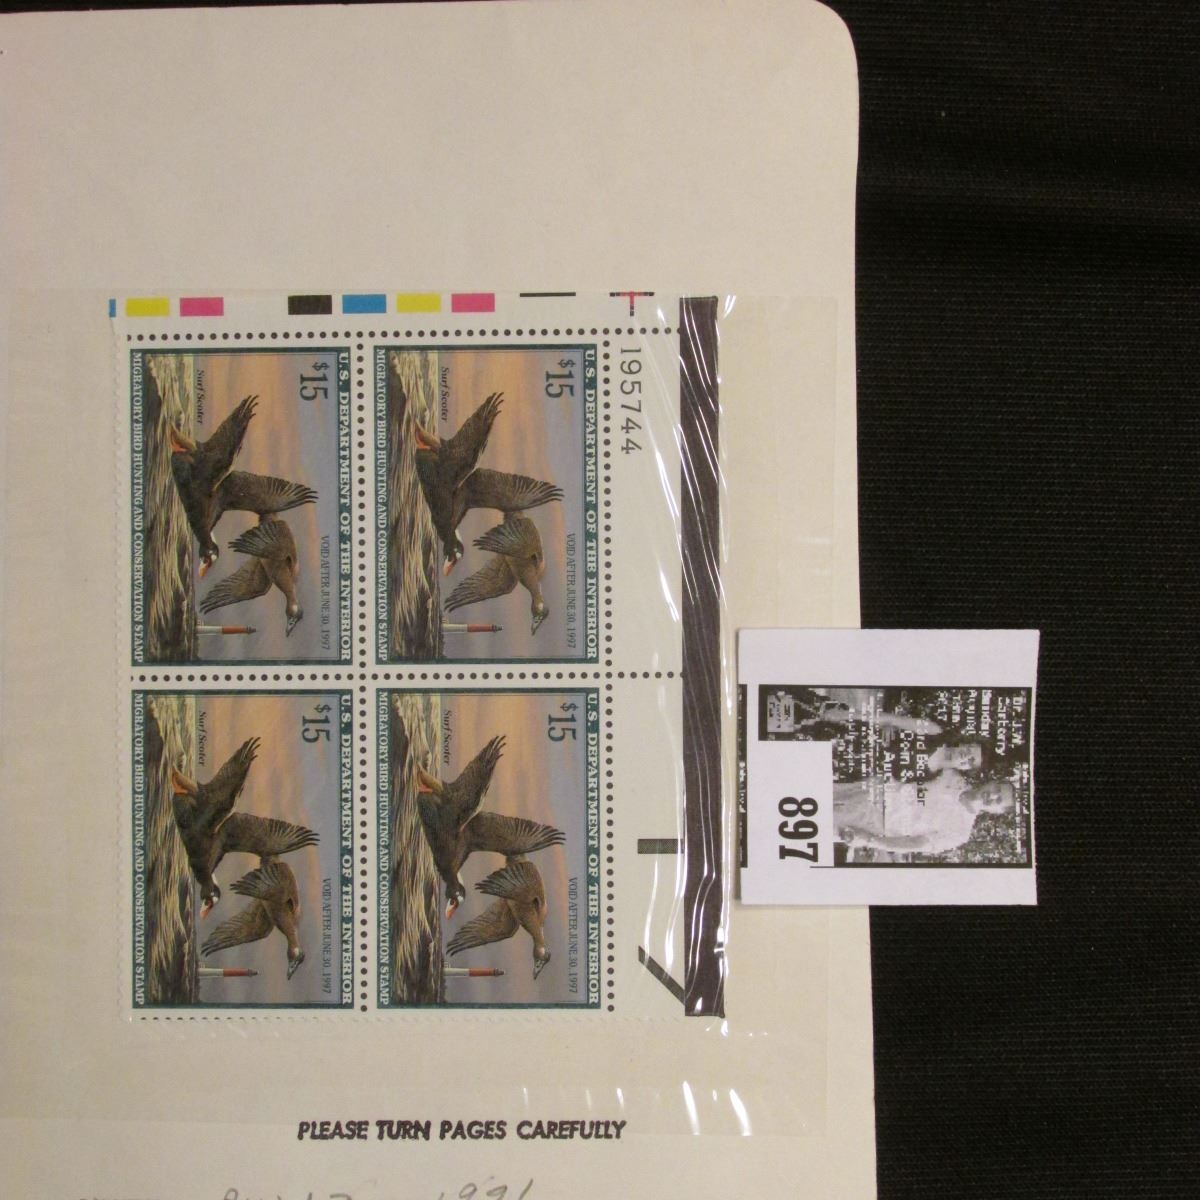 195744
U.S. DEPARTMENT OF THE INTERIOR
$15
VOID AFTER JUNE 30, 1997
Surf Scoter
MIGRATORY BIRD HUNTING AND CONSERVATION STAMP
U.S. DEPARTMENT OF THE INTERIOR
$15
VOID AFTER JUNE 30, 1997
Surf Scoter
MIGRATORY BIRD HUNTING AND CONSERVATION STAMP
U.S. DEPARTMENT OF THE INTERIOR
$15
VOID AFTER JUNE 30, 1997
Surf Scoter
MIGRATORY BIRD HUNTING AND CONSERVATION STAMP
U.S. DEPARTMENT OF THE INTERIOR
$15
VOID AFTER JUNE 30, 1997
Surf Scoter
MIGRATORY BIRD HUNTING AND CONSERVATION STAMP
Dr. J.W.
Carberry
Sunday
897
PLEASE TURN PAGES CAREFULLY
1991